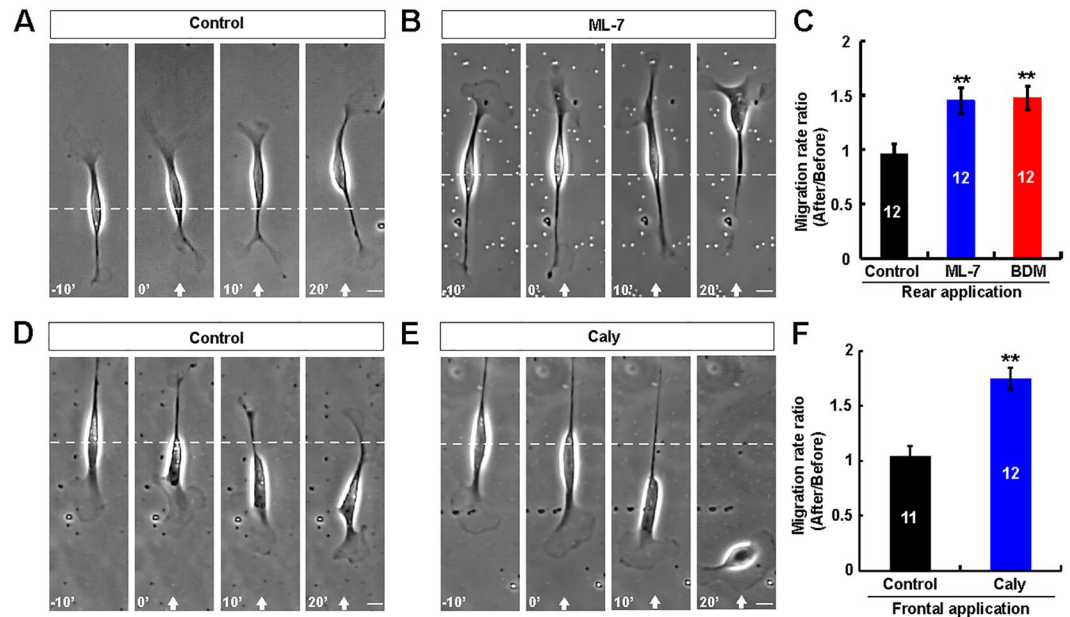 A
Control
-10'
0'
10'
20'
B
ML-7
-10'
0'
10'
20'
C
Migration rate ratio
(After/Before)
2
1.5
1
0.5
0
12
12
12
**
**
Control
ML-7
BDM
Rear application
D
Control
-10'
0'
10'
20'
E
Caly
-10'
0'
10'
20'
F
Migration rate ratio
(After/Before)
2
1.5
1
0.5
0
11
12
**
Control
Caly
Frontal application